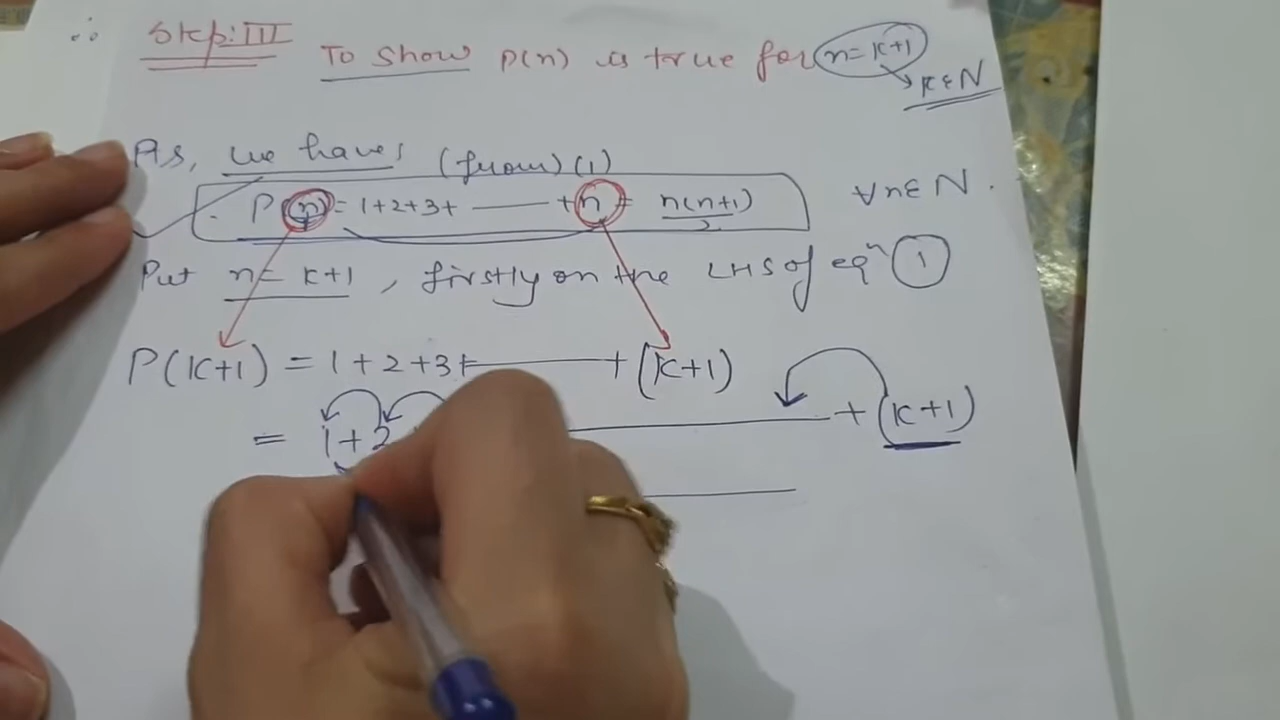 ∴ Step: III To show P(n) is true for n=k+1
k∈N
As, we have, (from) (1)
P(n) = 1+2+3+ ——— +n = n(n+1)/2 ∀n∈N.
Put n = k+1, firstly on the LHS of eqⁿ 1
P(k+1) = 1+2+3+ ——— + (k+1)
= 1+2 ——— + (k+1)